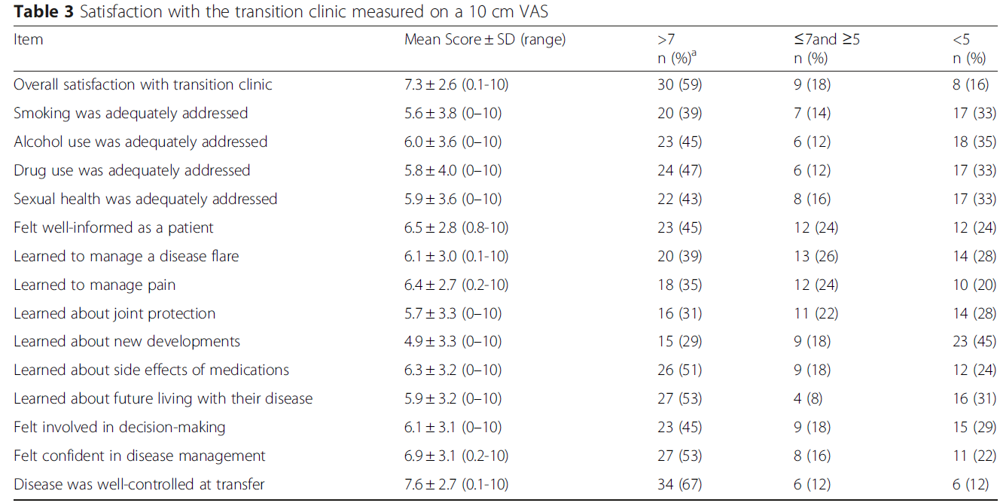 Table 3 Satisfaction with the transition clinic measured on a 10 cm VAS
Item Mean Score ± SD (range) >7 ≤7and ≥5 <5
n (%)a n (%) n (%)
Overall satisfaction with transition clinic 7.3 ± 2.6 (0.1-10) 30 (59) 9 (18) 8 (16)
Smoking was adequately addressed 5.6 ± 3.8 (0–10) 20 (39) 7 (14) 17 (33)
Alcohol use was adequately addressed 6.0 ± 3.6 (0–10) 23 (45) 6 (12) 18 (35)
Drug use was adequately addressed 5.8 ± 4.0 (0–10) 24 (47) 6 (12) 17 (33)
Sexual health was adequately addressed 5.9 ± 3.6 (0–10) 22 (43) 8 (16) 17 (33)
Felt well-informed as a patient 6.5 ± 2.8 (0.8-10) 23 (45) 12 (24) 12 (24)
Learned to manage a disease flare 6.1 ± 3.0 (0.1-10) 20 (39) 13 (26) 14 (28)
Learned to manage pain 6.4 ± 2.7 (0.2-10) 18 (35) 12 (24) 10 (20)
Learned about joint protection 5.7 ± 3.3 (0–10) 16 (31) 11 (22) 14 (28)
Learned about new developments 4.9 ± 3.3 (0–10) 15 (29) 9 (18) 23 (45)
Learned about side effects of medications 6.3 ± 3.2 (0–10) 26 (51) 9 (18) 12 (24)
Learned about future living with their disease 5.9 ± 3.2 (0–10) 27 (53) 4 (8) 16 (31)
Felt involved in decision-making 6.1 ± 3.1 (0–10) 23 (45) 9 (18) 15 (29)
Felt confident in disease management 6.9 ± 3.1 (0.2-10) 27 (53) 8 (16) 11 (22)
Disease was well-controlled at transfer 7.6 ± 2.7 (0.1-10) 34 (67) 6 (12) 6 (12)